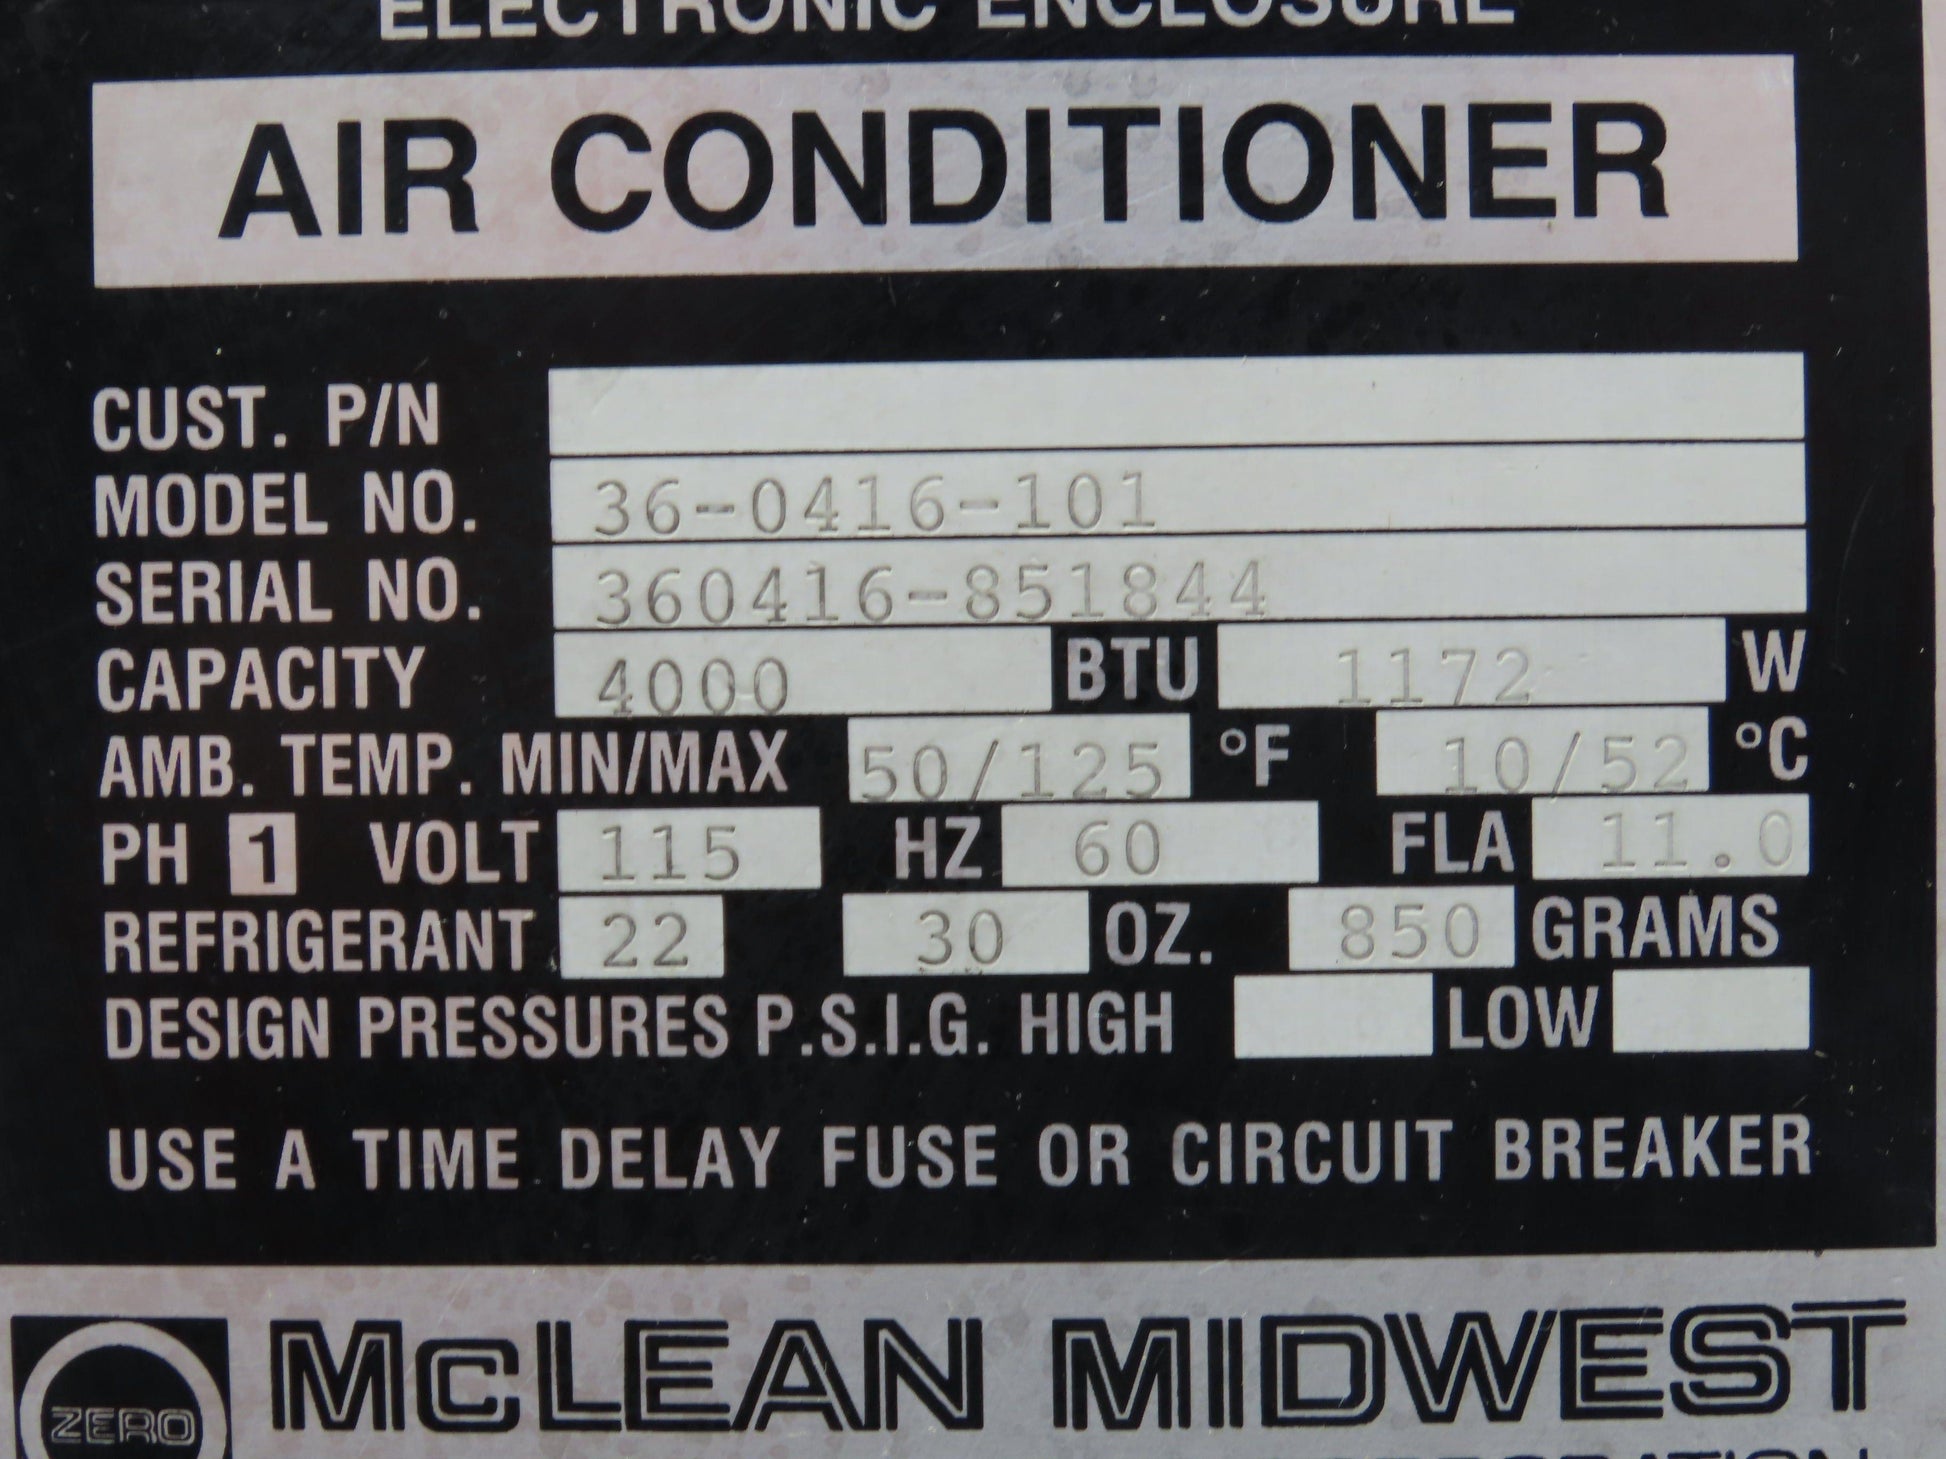 ELECTRONIC ENCLOSURE
AIR CONDITIONER
CUST. P/N
MODEL NO. 36-0416-101
SERIAL NO. 360416-851844
CAPACITY 4000 BTU 1172 W
AMB. TEMP. MIN/MAX 50/125 °F 10/52 °C
PH 1 VOLT 115 HZ 60 FLA 11.0
REFRIGERANT 22 30 OZ. 850 GRAMS
DESIGN PRESSURES P.S.I.G. HIGH LOW
USE A TIME DELAY FUSE OR CIRCUIT BREAKER
McLEAN MIDWEST
ZERO